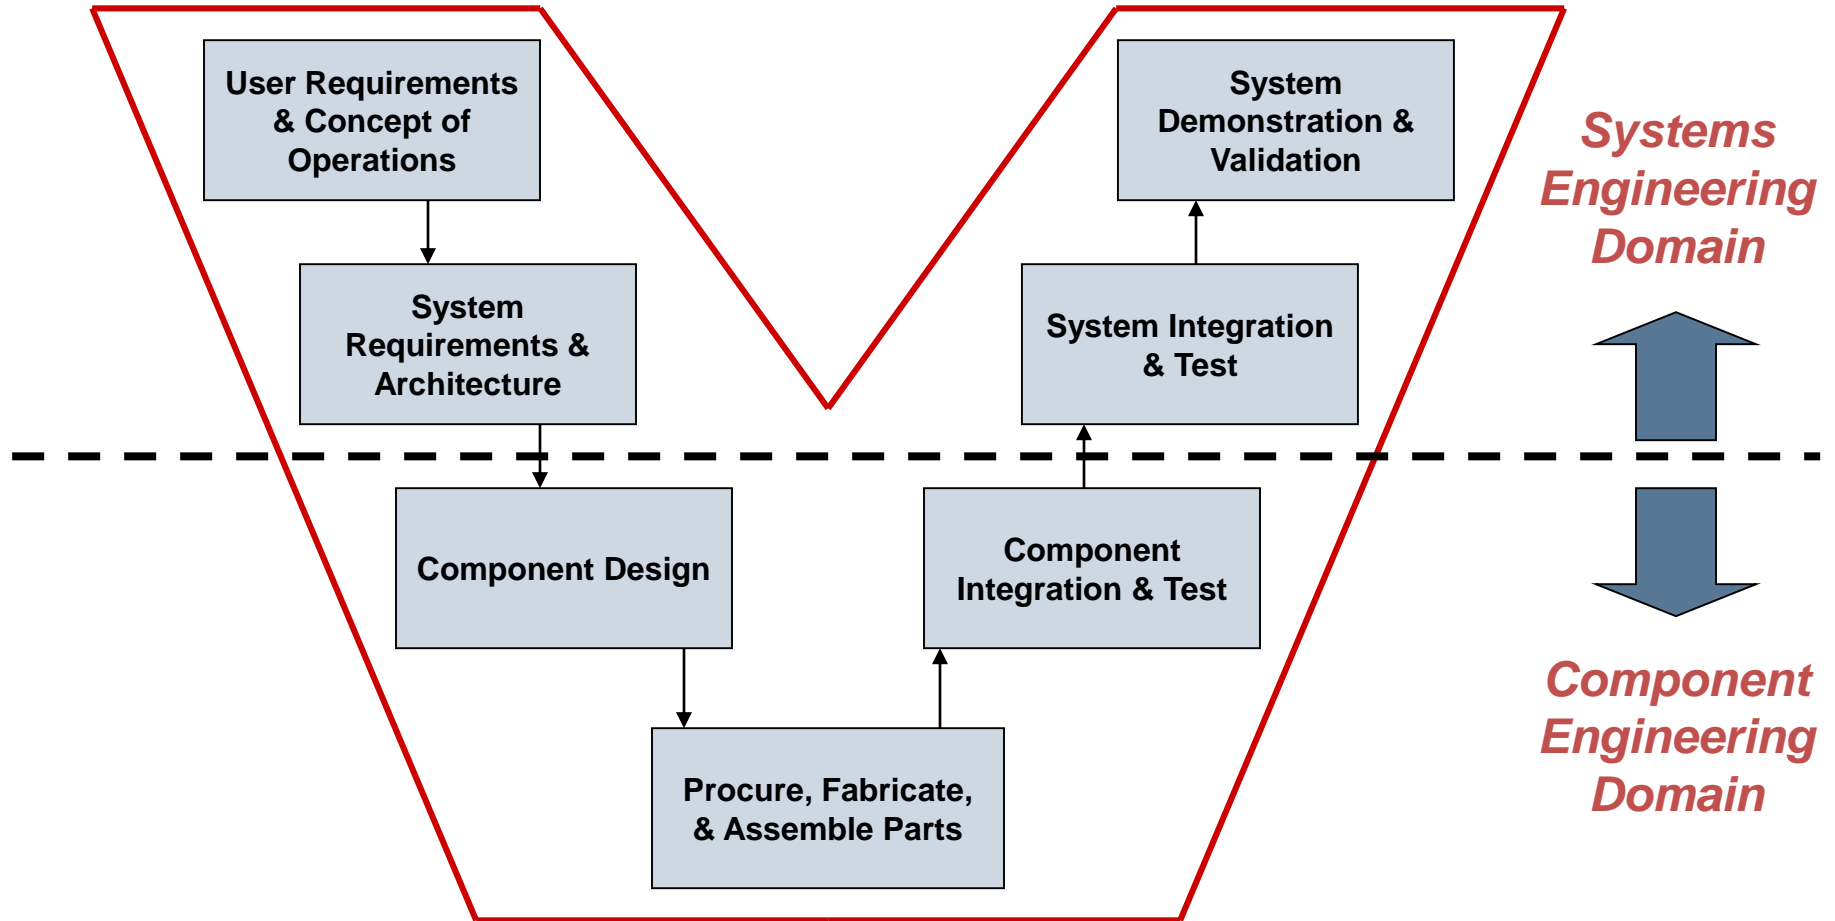 User Requirements
& Concept of
Operations
System
Demonstration &
Validation
Systems
Engineering
Domain
System
Requirements &
Architecture
System Integration
& Test
Component Design
Component
Integration & Test
Component
Engineering
Domain
Procure, Fabricate,
& Assemble Parts